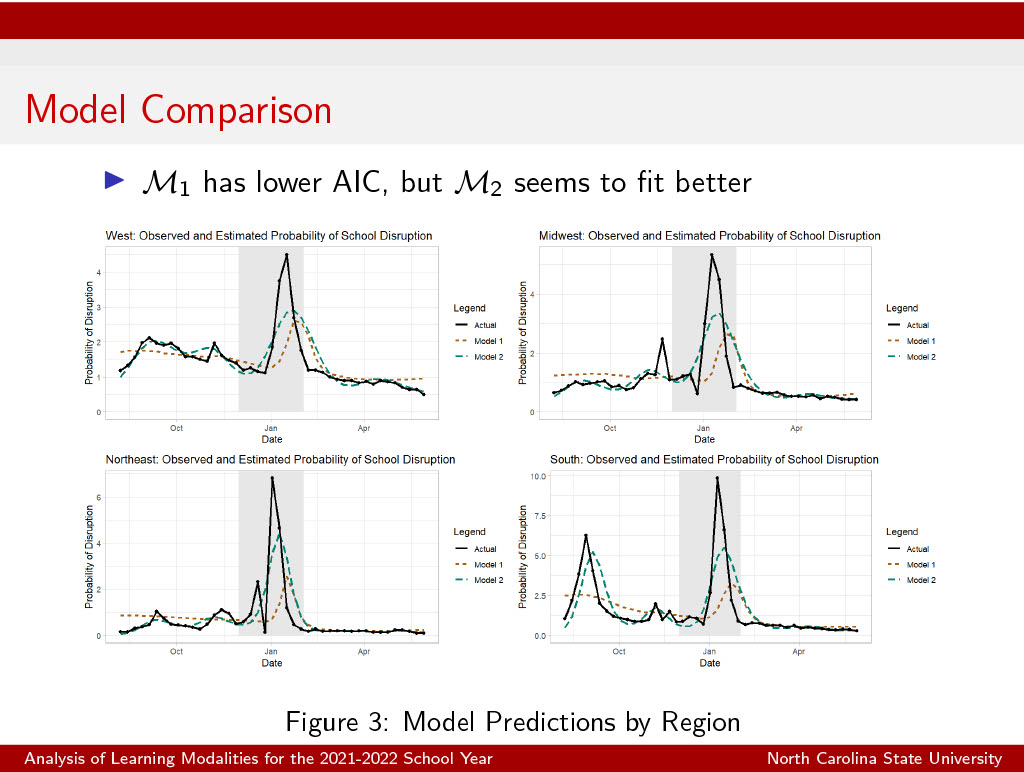 Model Comparison
▶ ℳ1 has lower AIC, but ℳ2 seems to fit better
West: Observed and Estimated Probability of School Disruption
Probability of Disruption
4
3
2
1
0
Oct
Jan
Apr
Date
Legend
Actual
Model 1
Model 2
Midwest: Observed and Estimated Probability of School Disruption
Probability of Disruption
4
2
0
Oct
Jan
Apr
Date
Legend
Actual
Model 1
Model 2
Northeast: Observed and Estimated Probability of School Disruption
Probability of Disruption
6
4
2
0
Oct
Jan
Apr
Date
Legend
Actual
Model 1
Model 2
South: Observed and Estimated Probability of School Disruption
Probability of Disruption
10.0
7.5
5.0
2.5
0.0
Oct
Jan
Apr
Date
Legend
Actual
Model 1
Model 2
Figure 3: Model Predictions by Region
Analysis of Learning Modalities for the 2021-2022 School Year
North Carolina State University